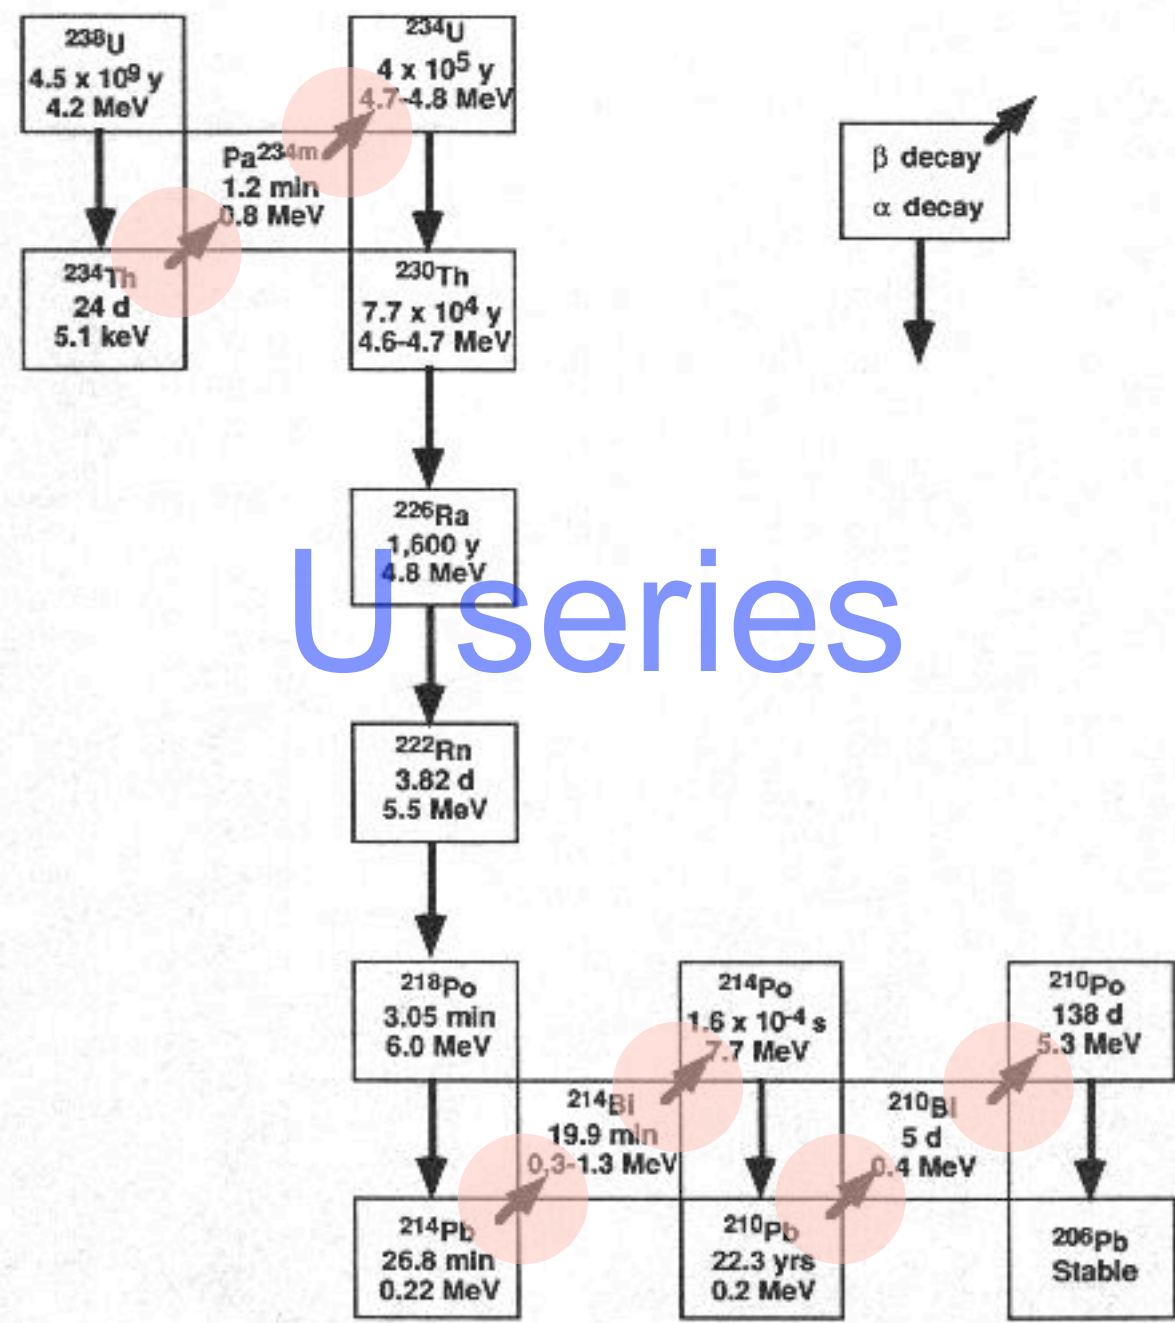 ²³⁸U
4.5 x 10⁹ y
4.2 MeV
²³⁴U
4 x 10⁵ y
4.7-4.8 MeV
Pa²³⁴ᵐ
1.2 min
0.8 MeV
β decay
α decay
²³⁴Th
24 d
5.1 keV
²³⁰Th
7.7 x 10⁴ y
4.6-4.7 MeV
²²⁶Ra
1,600 y
4.8 MeV
U series
²²²Rn
3.82 d
5.5 MeV
²¹⁸Po
3.05 min
6.0 MeV
²¹⁴Po
1.6 x 10⁻⁴ s
7.7 MeV
²¹⁰Po
138 d
5.3 MeV
²¹⁴Bi
19.9 min
0.3-1.3 MeV
²¹⁰Bi
5 d
0.4 MeV
²¹⁴Pb
26.8 min
0.22 MeV
²¹⁰Pb
22.3 yrs
0.2 MeV
²⁰⁶Pb
Stable